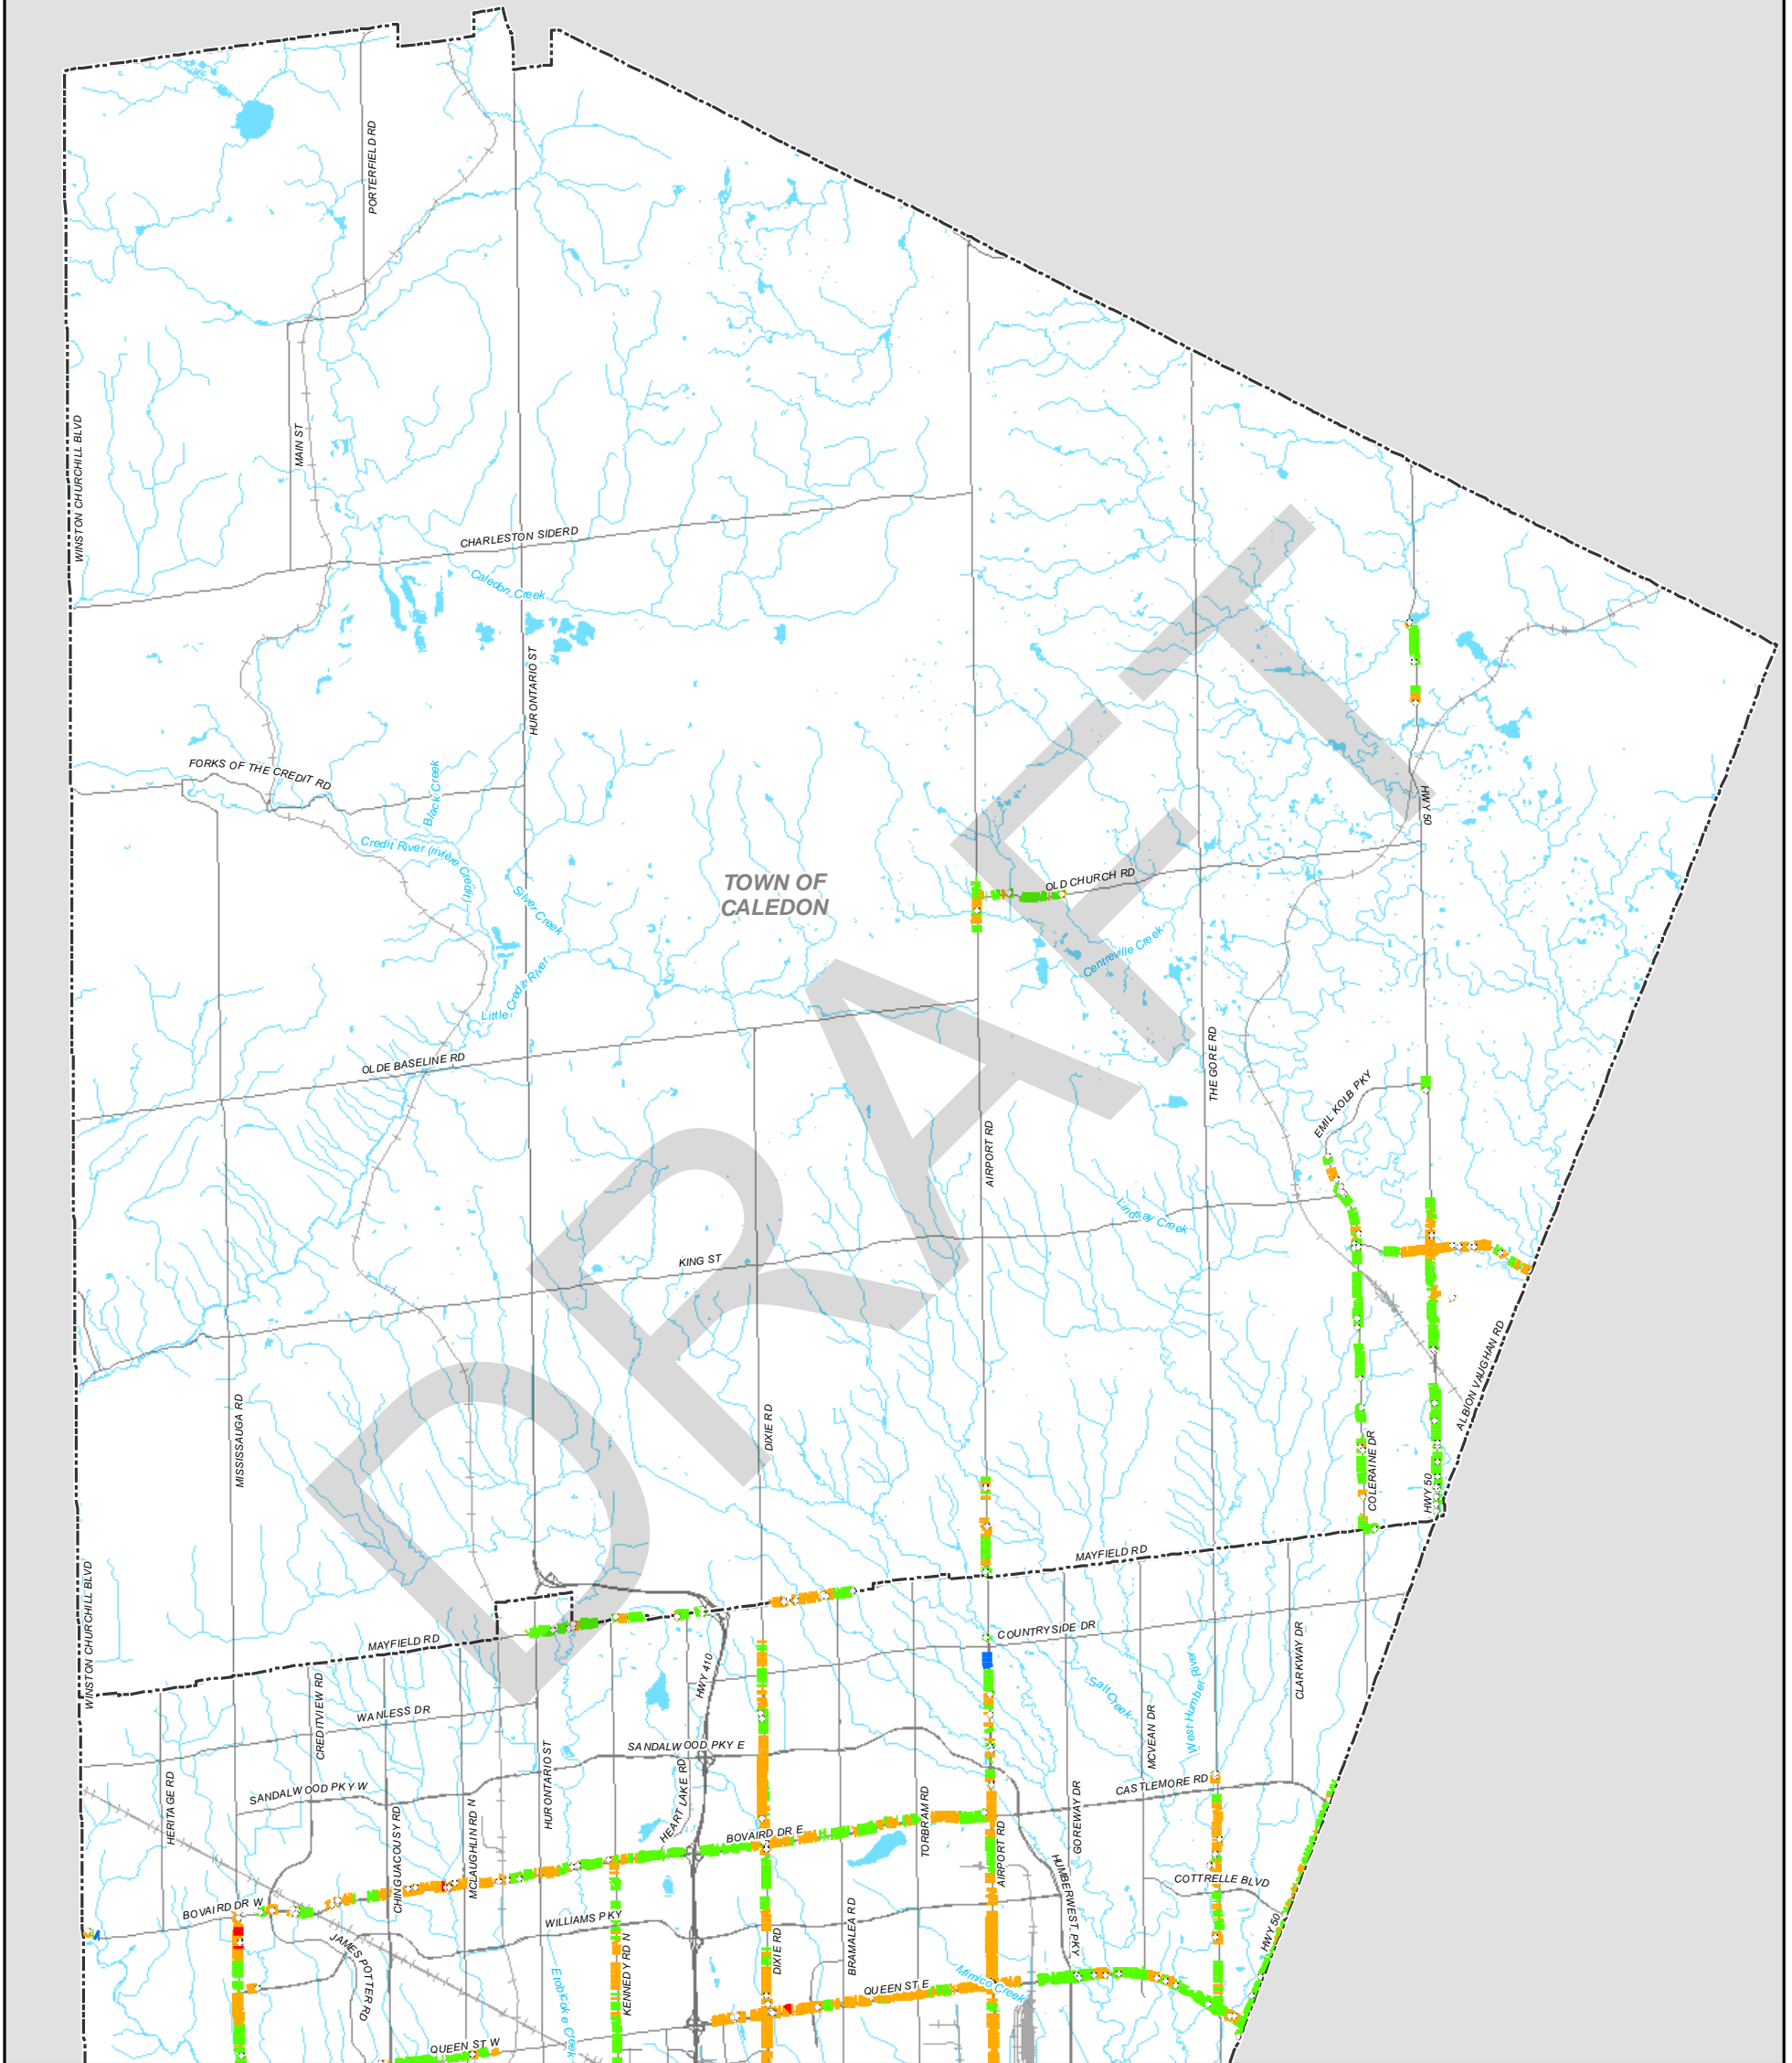 PORTERFIELD RD
WINSTON CHURCHILL BLVD
MAIN ST
CHARLESTON SIDERD
Caledon Creek
HURONTARIO ST
FORKS OF THE CREDIT RD
Black Creek
Credit River (rivière Credit)
Silver Creek
Little Credit River
TOWN OF
CALEDON
OLD CHURCH RD
HWY 50
Centreville Creek
OLDE BASELINE RD
THE GORE RD
EMIL KOLB PKY
AIRPORT RD
Lindsay Creek
KING ST
DRAFT
MISSISSAUGA RD
DIXIE RD
ALBION VAUGHAN RD
COLERAINE DR
HWY 50
MAYFIELD RD
WINSTON CHURCHILL BLVD
MAYFIELD RD
COUNTRYSIDE DR
HWY 410
CREDITVIEW RD
WANLESS DR
Salt Creek
West Humber River
CLARKWAY DR
MCVEAN DR
SANDALWOOD PKY E
HURONTARIO ST
HERITAGE RD
SANDALWOOD PKY W
CASTLEMORE RD
HEART LAKE RD
CHINGUACOUSY RD
MCLAUGHLIN RD N
BOVAIRD DR E
TORBRAM RD
GOREWAY DR
AIRPORT RD
HUMBERWEST PKY
COTTRELLE BLVD
BOVAIRD DR W
WILLIAMS PKY
JAMES POTTER RD
KENNEDY RD N
DIXIE RD
BRAMALEA RD
HWY 50
Mimico Creek
QUEEN ST E
Etobicoke Creek
QUEEN ST W